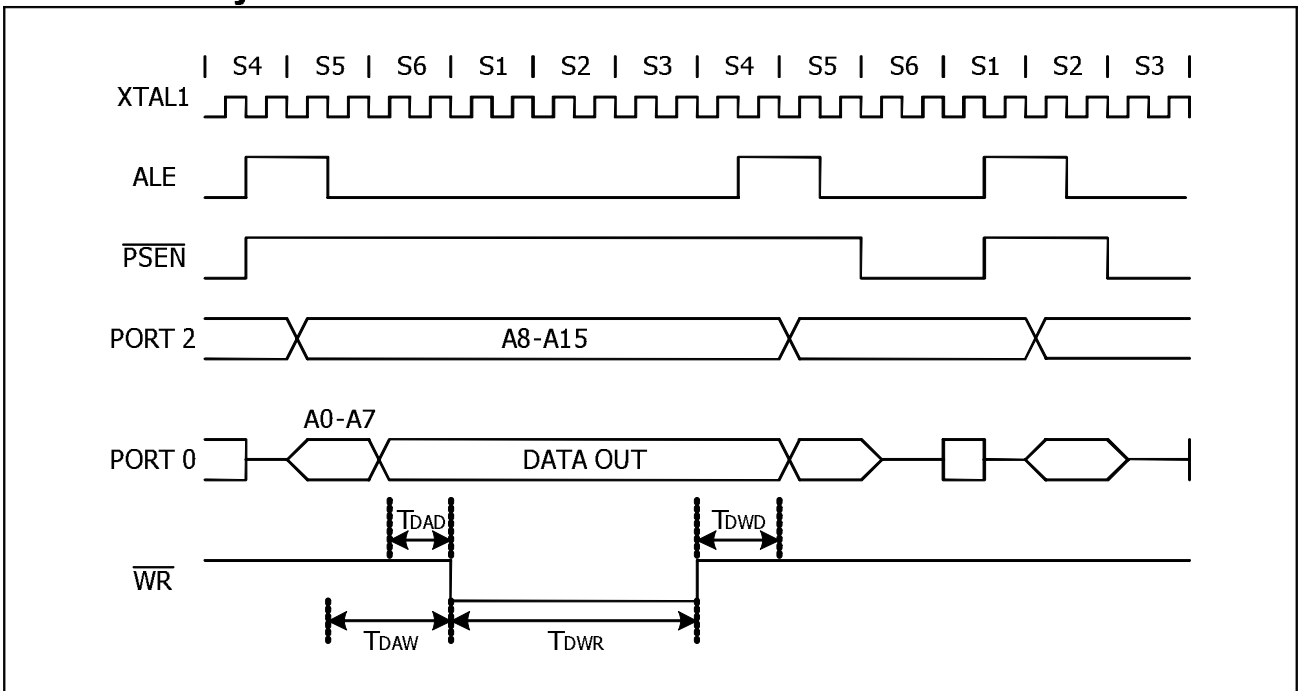 S4 S5 S6 S1 S2 S3 S4 S5 S6 S1 S2 S3
XTAL1
ALE
PSEN
PORT 2 A8-A15
A0-A7
PORT 0 DATA OUT
TDAD TDWD
WR
TDAW TDWR